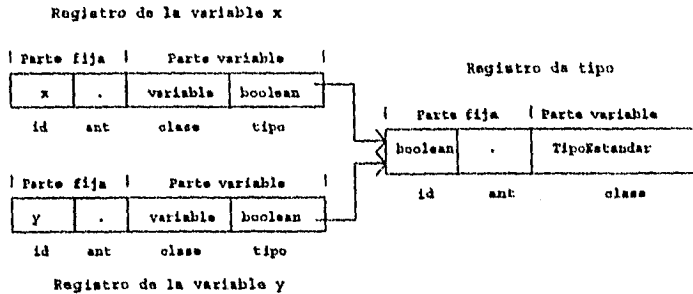 Registro de la variable x
| Parte fija | Parte variable |
x . variable boolean
id ant clase tipo
Registro da tipo
| Parte fija | Parte variable
boolean . TipoEstandar
id ant clase
| Parte fija | Parte variable |
y . variable boolean
id ant clase tipo
Registro de la variable y